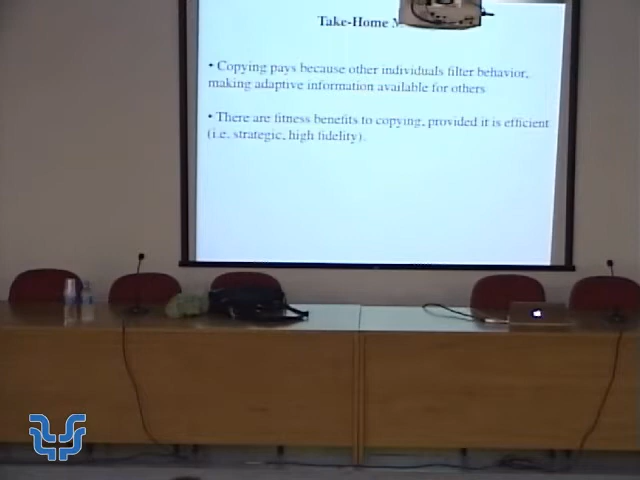 Take-Home
• Copying pays because other individuals filter behavior,
making adaptive information available for others
• There are fitness benefits to copying, provided it is efficient
(i.e. strategic, high fidelity).